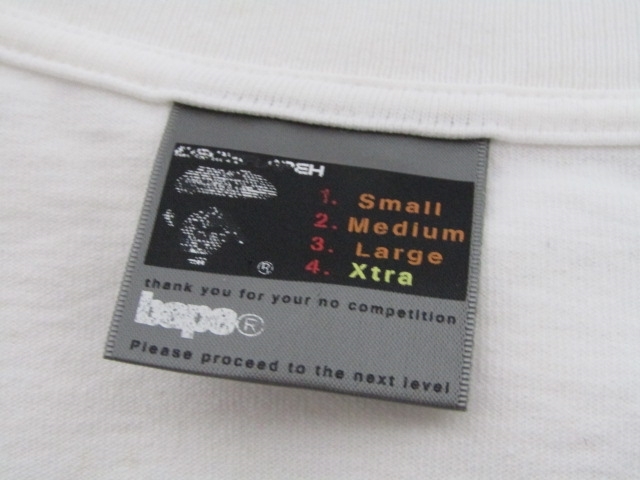 1. Small
2. Medium
3. Large
4. Xtra
®
thank you for your no competition
bape®
Please proceed to the next level